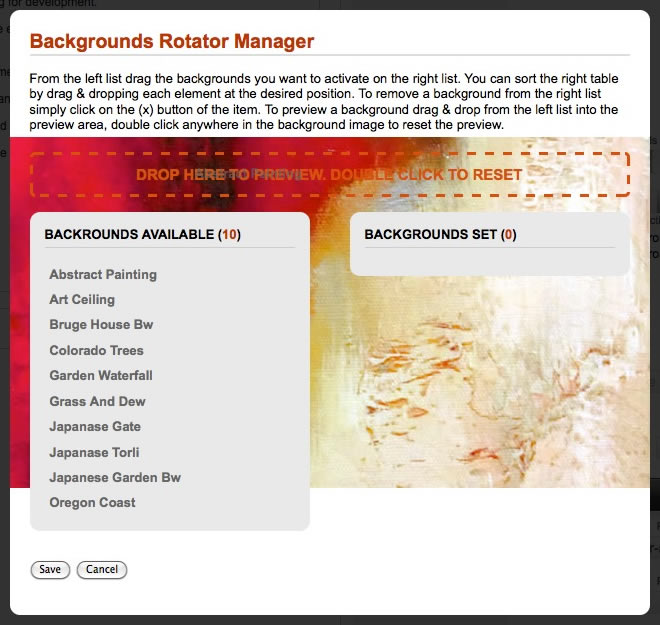 Backgrounds Rotator Manager
From the left list drag the backgrounds you want to activate on the right list. You can sort the right table
by drag & dropping each element at the desired position. To remove a background from the right list
simply click on the (x) button of the item. To preview a background drag & drop from the left list into the
preview area, double click anywhere in the background image to reset the preview.
DROP HERE TO PREVIEW. DOUBLE CLICK TO RESET
BACKROUNDS AVAILABLE (10)
Abstract Painting
Art Ceiling
Bruge House Bw
Colorado Trees
Garden Waterfall
Grass And Dew
Japanase Gate
Japanase Torli
Japanese Garden Bw
Oregon Coast
BACKGROUNDS SET (0)
Save Cancel